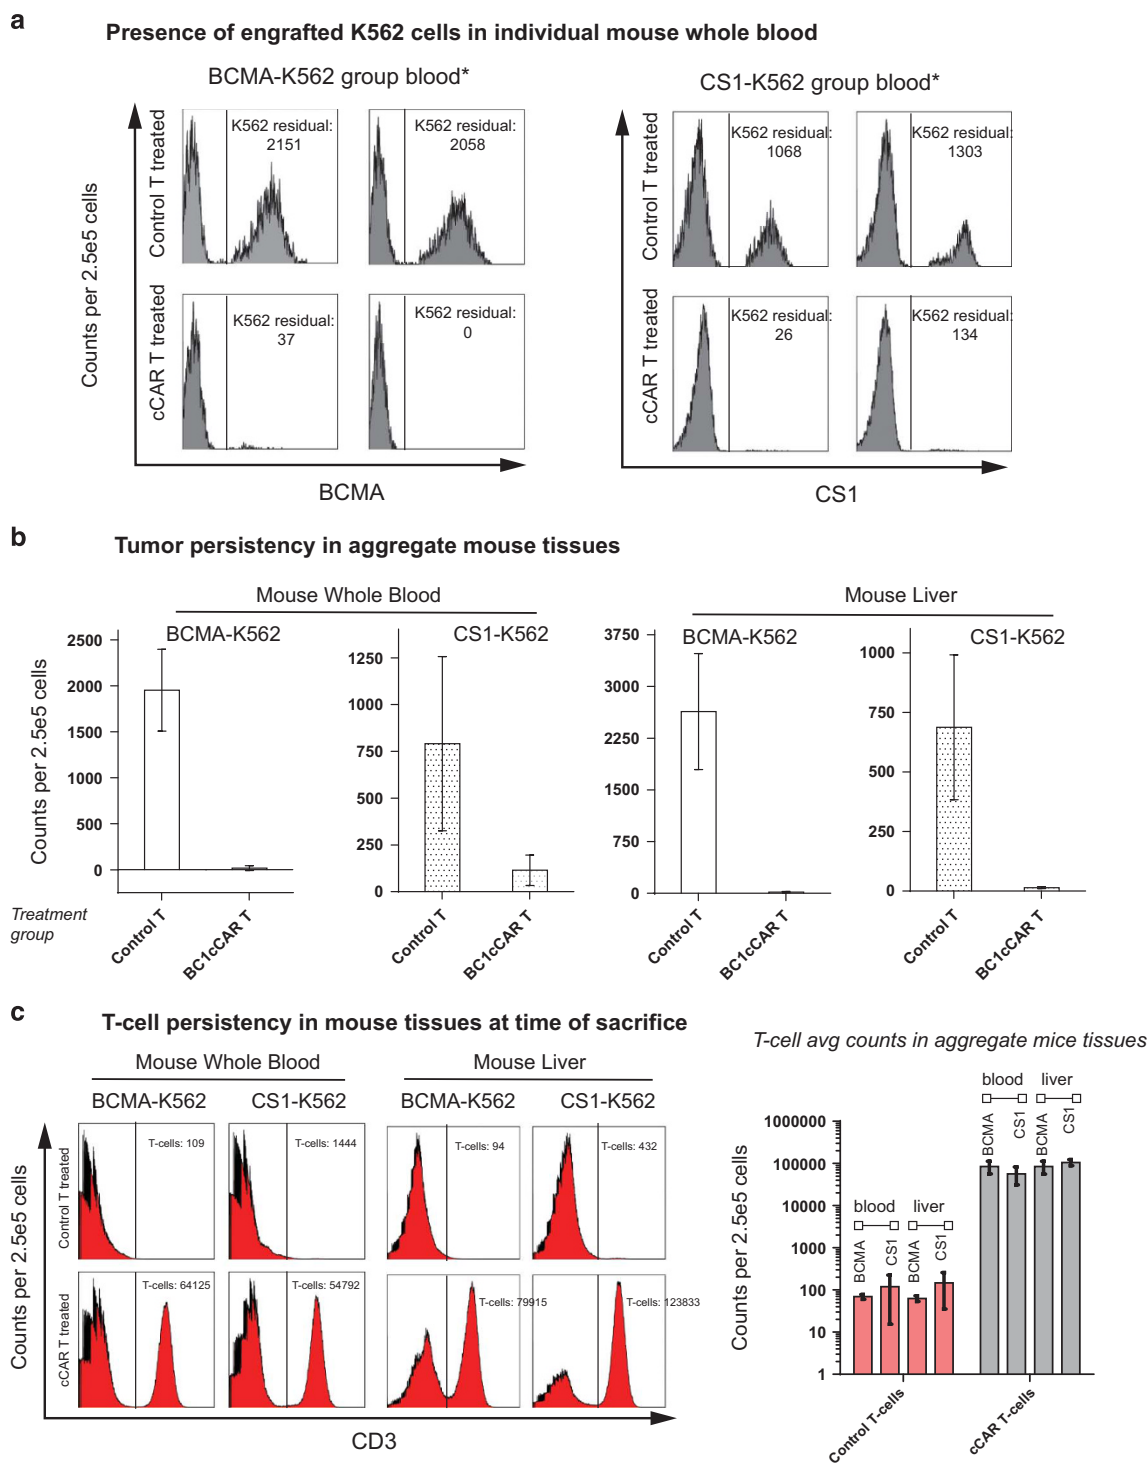 a
Presence of engrafted K562 cells in individual mouse whole blood
BCMA-K562 group blood*
CS1-K562 group blood*
Counts per 2.5e5 cells
Control T treated
K562 residual:
2151
K562 residual:
2058
cCAR T treated
K562 residual:
37
K562 residual:
0
BCMA
Control T treated
K562 residual:
1068
K562 residual:
1303
cCAR T treated
K562 residual:
26
K562 residual:
134
CS1
b
Tumor persistency in aggregate mouse tissues
Mouse Whole Blood
Mouse Liver
Counts per 2.5e5 cells
BCMA-K562
2500
2000
1500
1000
500
0
Control T
BC1cCAR T
CS1-K562
1250
1000
750
500
250
0
Control T
BC1cCAR T
BCMA-K562
3750
3000
2250
1500
750
0
Control T
BC1cCAR T
CS1-K562
1000
750
500
250
0
Control T
BC1cCAR T
Treatment
group
c
T-cell persistency in mouse tissues at time of sacrifice
Mouse Whole Blood
Mouse Liver
BCMA-K562
CS1-K562
BCMA-K562
CS1-K562
Counts per 2.5e5 cells
Control T treated
T-cells: 109
T-cells: 1444
T-cells: 94
T-cells: 432
cCAR T treated
T-cells: 64125
T-cells: 54792
T-cells: 79915
T-cells: 123833
CD3
T-cell avg counts in aggregate mice tissues
Counts per 2.5e5 cells
1000000
100000
10000
1000
100
10
1
blood
liver
BCMA
CS1
BCMA
CS1
blood
liver
BCMA
CS1
BCMA
CS1
Control T-cells
cCAR T-cells